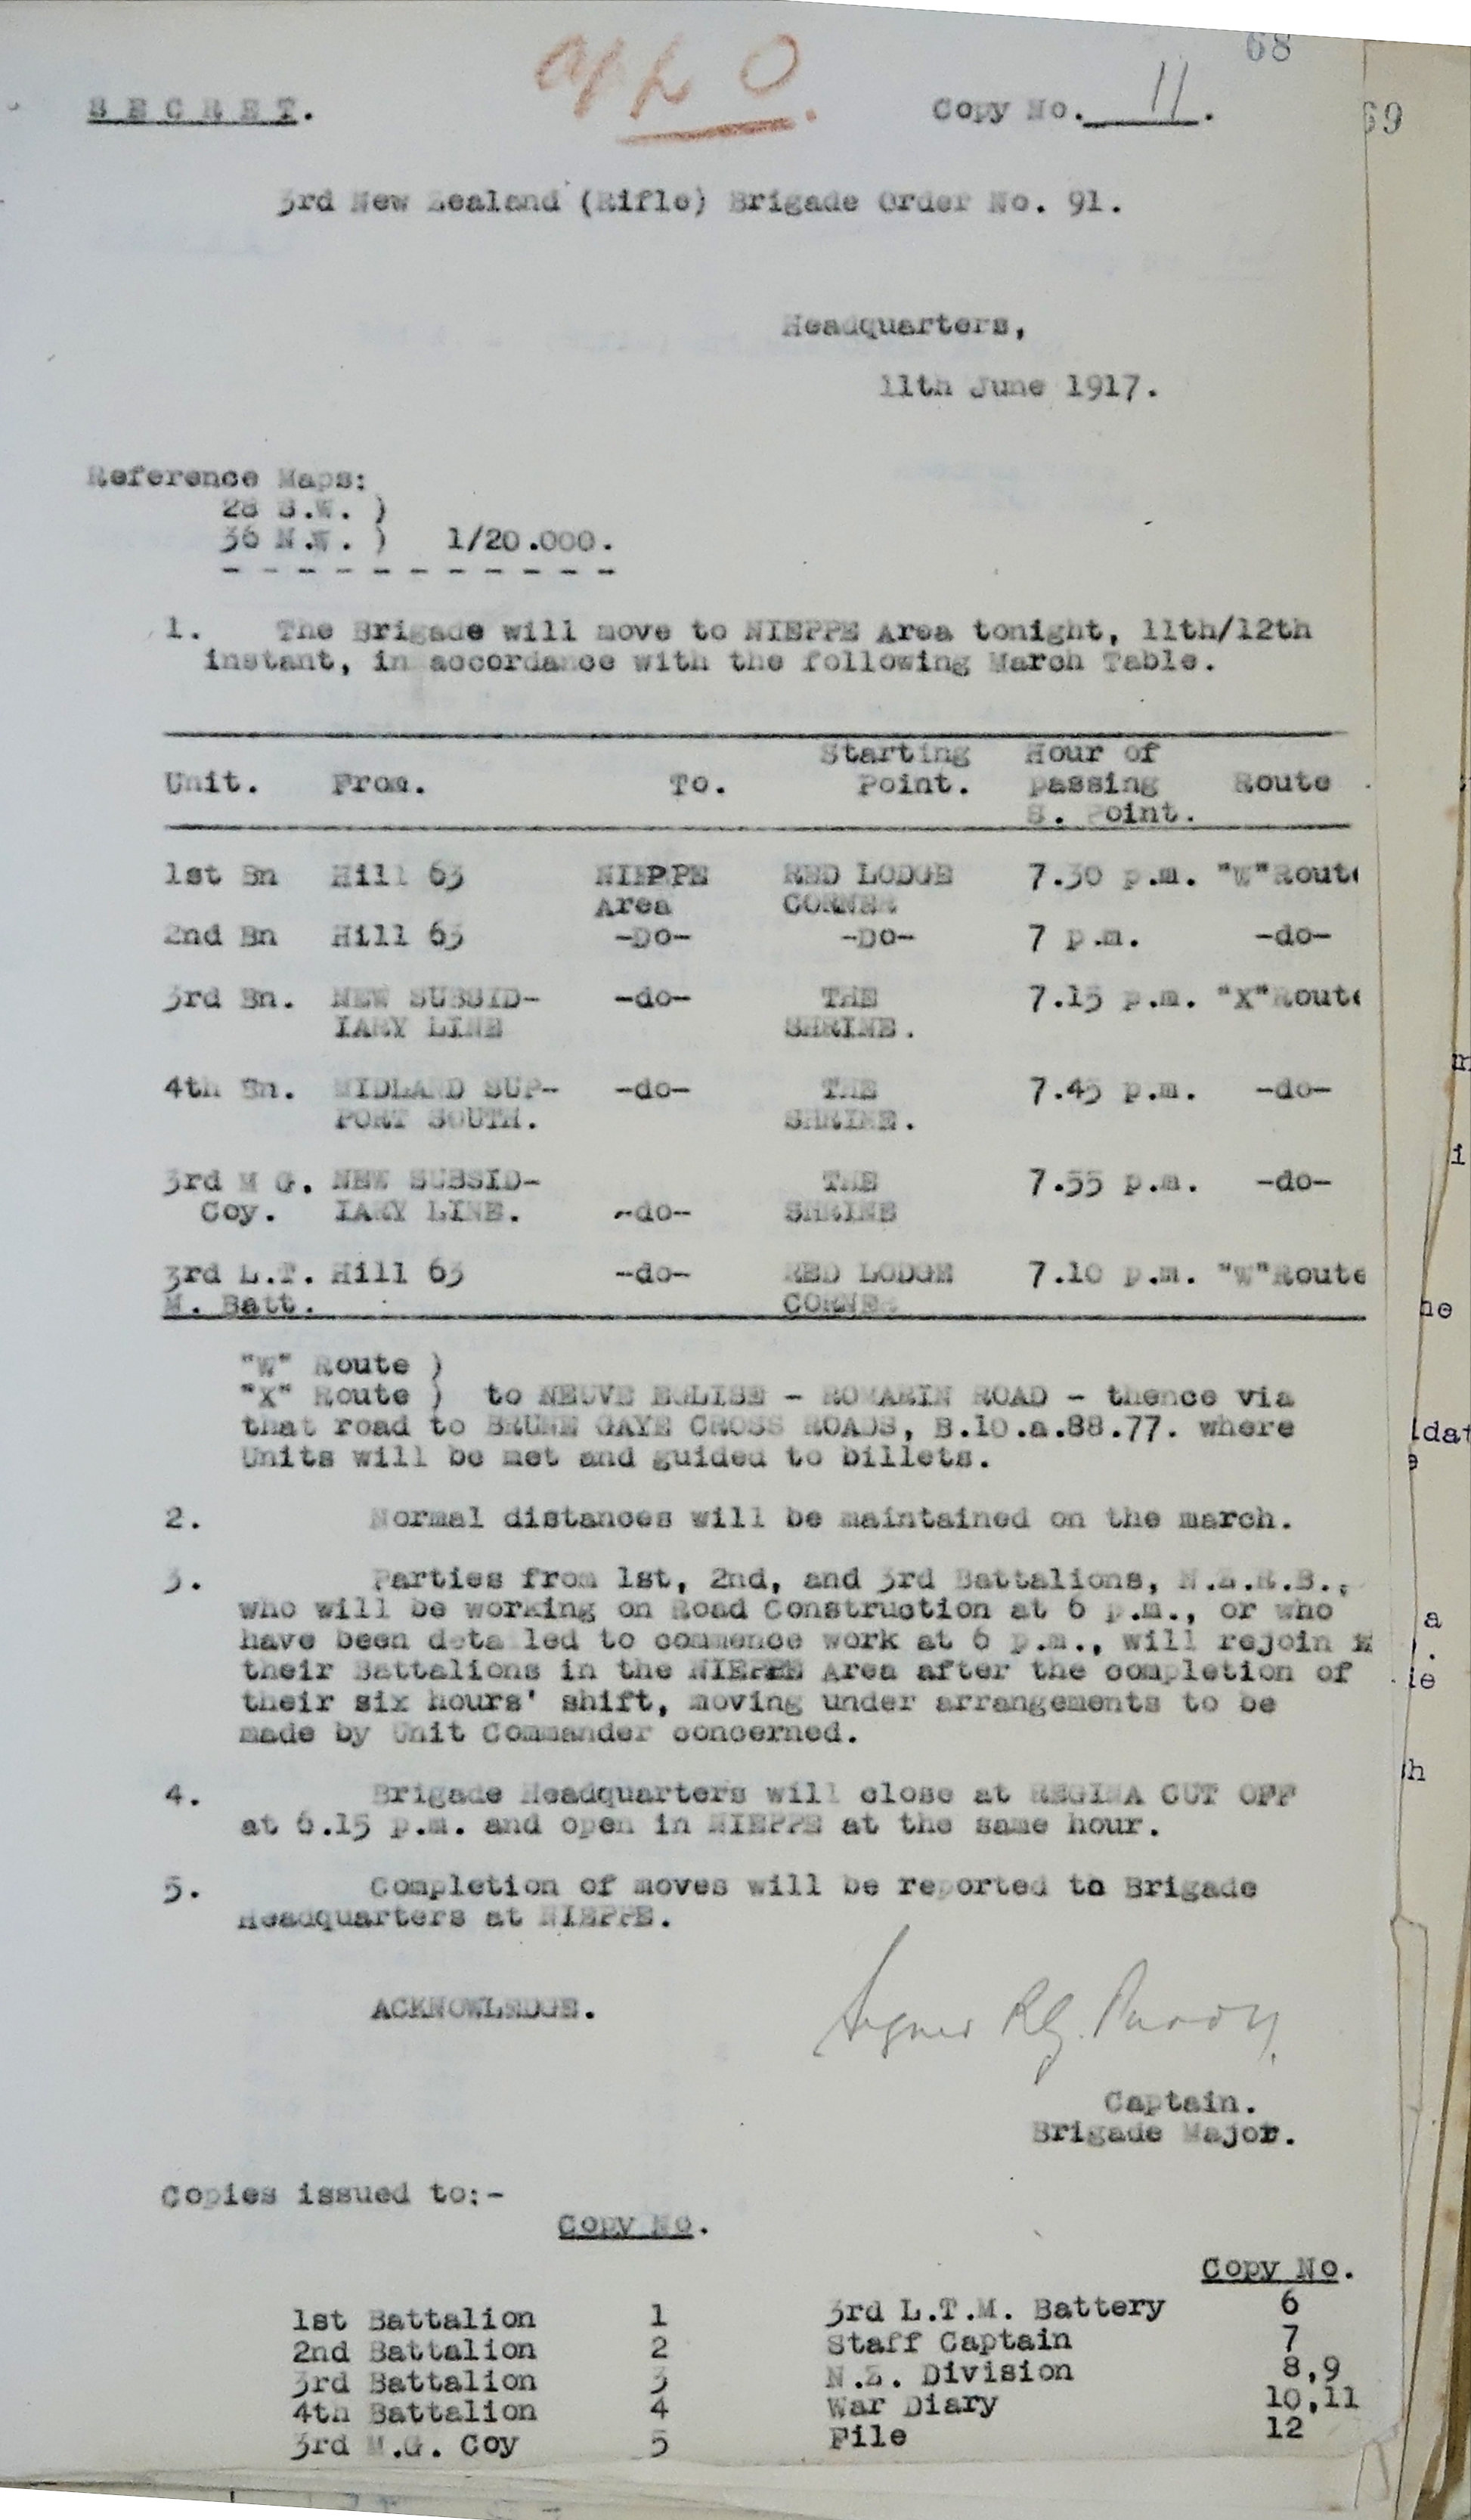 68
app O.
S E C R E T.
Copy No. 11.
69
3rd New Zealand (Rifle) Brigade Order No. 91.
Headquarters,
11th June 1917.
Reference Maps:
28 S.W. )
36 N.W. ) 1/20.000.
- - - - - - - - - - -
1. The Brigade will move to NIEPPE Area tonight, 11th/12th
instant, in accordance with the following March Table.
Starting Hour of
Unit. From. To. Point. passing Route
S. Point.
1st Bn Hill 63 NIEPPE RED LODGE 7.30 p.m. "W"Route
Area CORNER
2nd Bn Hill 63 -Do- -Do- 7 p.m. -do-
3rd Bn. NEW SUBSID- -do- THE 7.15 p.m. "X"Route
IARY LINE SHRINE.
4th Bn. MIDLAND SUP- -do- THE 7.45 p.m. -do-
PORT SOUTH. SHRINE.
3rd M G. NEW SUBSID- THE 7.55 p.m. -do-
Coy. IARY LINE. -do- SHRINE
3rd L.T. Hill 63 -do- RED LODGE 7.10 p.m. "W"Route
M. Batt. CORNER
"W" Route )
"X" Route ) to NEUVE EGLISE - ROMARIN ROAD - thence via
that road to BRUNE GAYE CROSS ROADS, B.10.a.88.77. where
Units will be met and guided to billets.
2. Normal distances will be maintained on the march.
3. Parties from 1st, 2nd, and 3rd Battalions, N.Z.R.B.,
who will be working on Road Construction at 6 p.m., or who
have been detailed to commence work at 6 p.m., will rejoin
their Battalions in the NIEPPE Area after the completion of
their six hours' shift, moving under arrangements to be
made by Unit Commander concerned.
4. Brigade Headquarters will close at REGINA CUT OFF
at 6.15 p.m. and open in NIEPPE at the same hour.
5. Completion of moves will be reported to Brigade
Headquarters at NIEPPE.
ACKNOWLEDGE.
Signed R.G. Purdy.
Captain.
Brigade Major.
Copies issued to:-
Copy No.
Copy No.
1st Battalion 1 3rd L.T.M. Battery 6
2nd Battalion 2 Staff Captain 7
3rd Battalion 3 N.Z. Division 8,9
4th Battalion 4 War Diary 10,11
3rd M.G. Coy 5 File 12